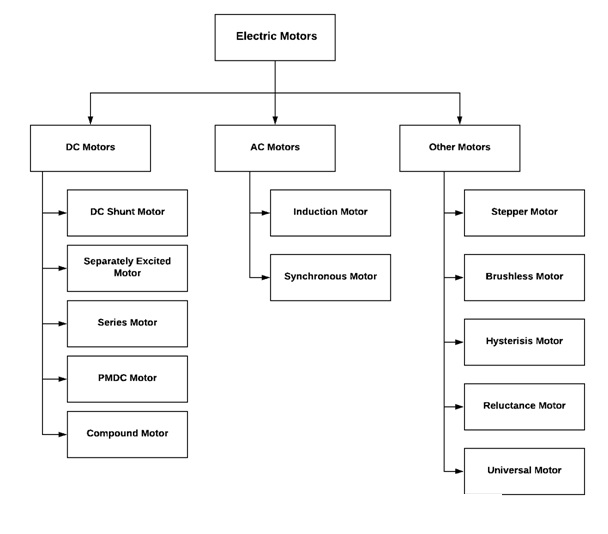 Electric Motors
DC Motors
AC Motors
Other Motors
DC Shunt Motor
Separately Excited
Motor
Series Motor
PMDC Motor
Compound Motor
Induction Motor
Synchronous Motor
Stepper Motor
Brushless Motor
Hysterisis Motor
Reluctance Motor
Universal Motor